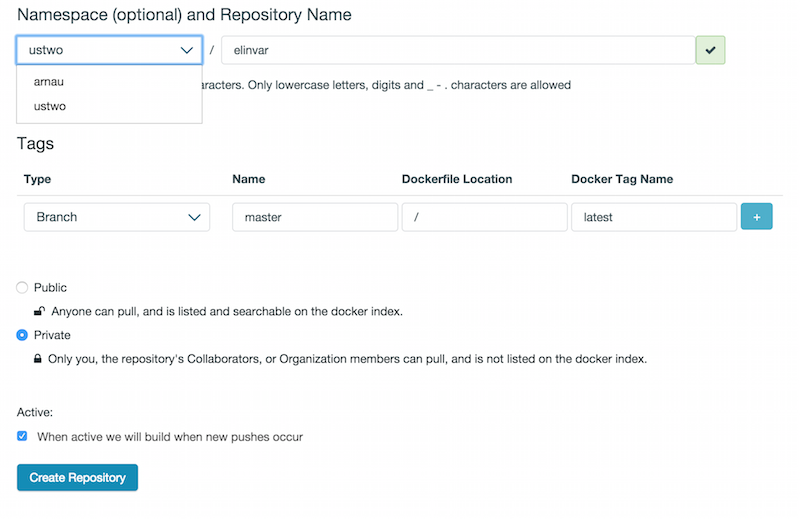 Namespace (optional) and Repository Name
ustwo / elinvar
arnau
ustwo
Only lowercase letters, digits and _ - . characters are allowed
Tags
Type Name Dockerfile Location Docker Tag Name
Branch master / latest +
Public
Anyone can pull, and is listed and searchable on the docker index.
Private
Only you, the repository's Collaborators, or Organization members can pull, and is not listed on the docker index.
Active:
When active we will build when new pushes occur
Create Repository